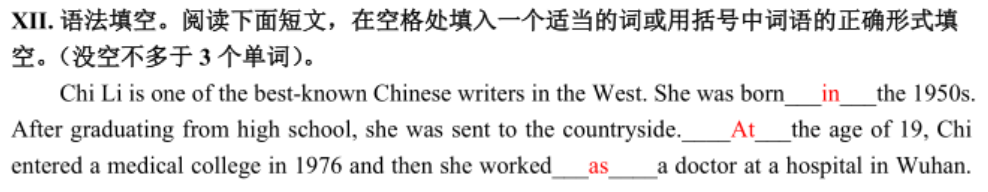 XII. 语法填空。阅读下面短文，在空格处填入一个适当的词或用括号中词语的正确形式填
空。（没空不多于 3 个单词）。
Chi Li is one of the best-known Chinese writers in the West. She was born___in___the 1950s.
After graduating from high school, she was sent to the countryside.____At___the age of 19, Chi
entered a medical college in 1976 and then she worked___as____a doctor at a hospital in Wuhan.